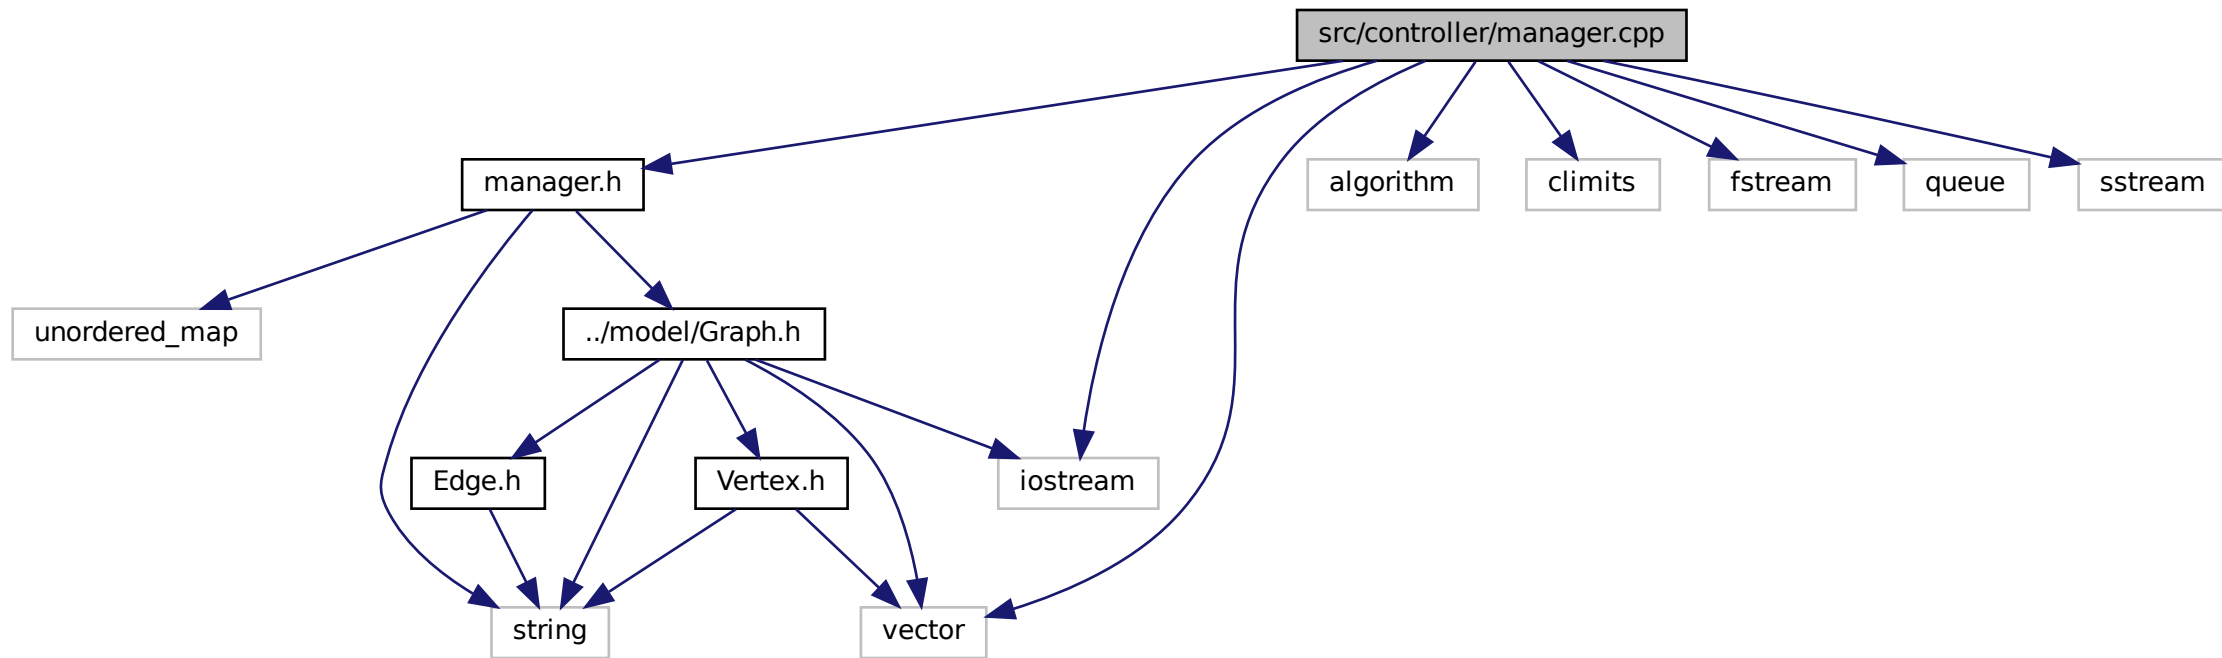 src/controller/manager.cpp
manager.h
algorithm
climits
fstream
queue
sstream
unordered_map
../model/Graph.h
Edge.h
Vertex.h
iostream
string
vector